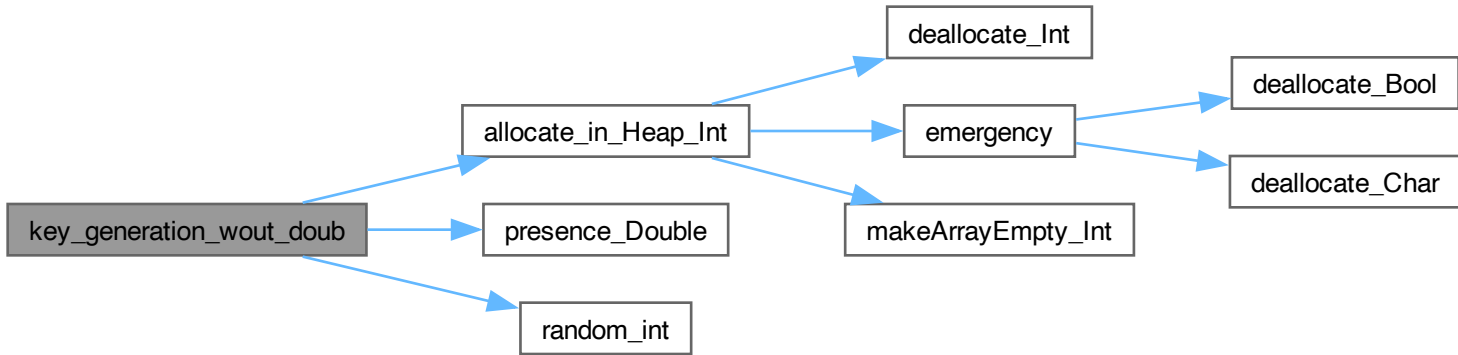 deallocate_Int
deallocate_Bool
allocate_in_Heap_Int
emergency
deallocate_Char
key_generation_wout_doub
presence_Double
makeArrayEmpty_Int
random_int